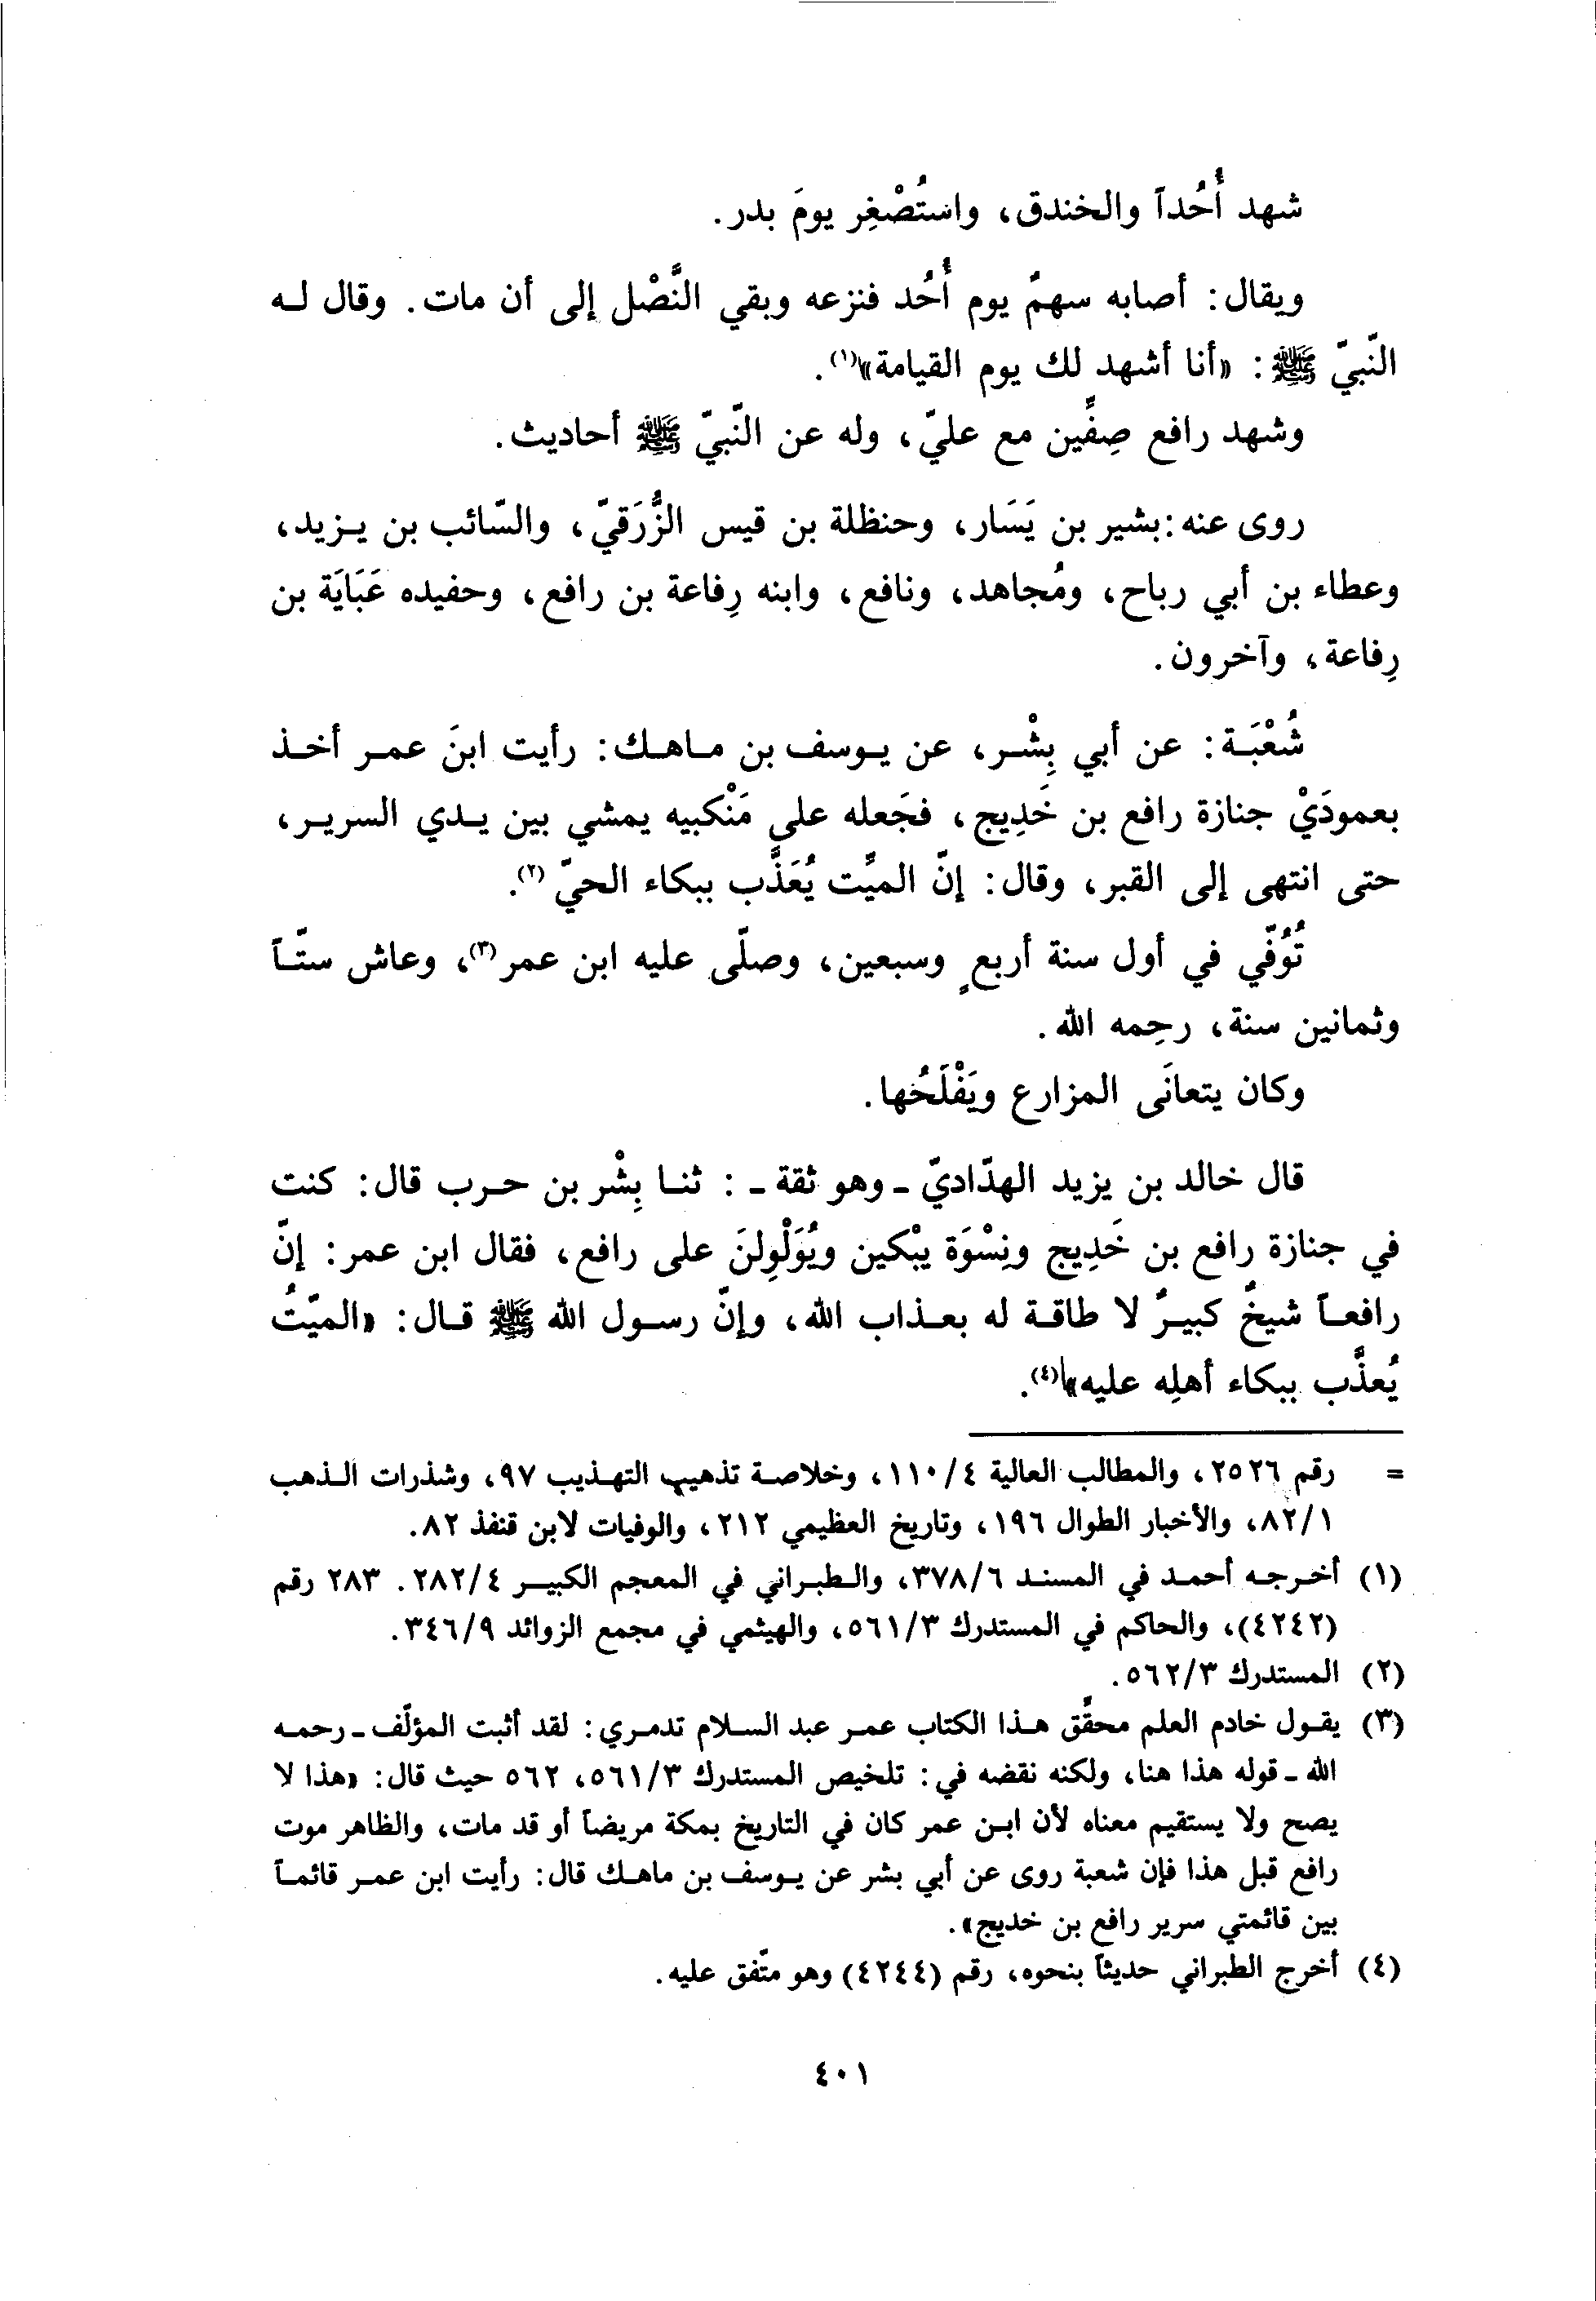 شهد أُحُداً والخندق، واستُصْغِر يومَ بدر.
ويقال: أصابه سهمٌ يوم أُحُد فنزعه وبقي النَّصْل إلى أن مات. وقال له
النّبيّ ﷺ: «أنا أشهد لك يوم القيامة»(١).
وشهد رافع صِفِّين مع عليّ، وله عن النّبيّ ﷺ أحاديث.
روى عنه: بشير بن يَسَار، وحنظلة بن قيس الزُّرَقيّ، والسّائب بن يزيد،
وعطاء بن أبي رباح، ومُجاهد، ونافع، وابنه رِفاعة بن رافع، وحفيده عَبَايَة بن
رِفاعة، وآخرون.
شُعْبَة: عن أبي بِشْر، عن يوسف بن ماهك: رأيت ابنَ عمر أخذ
بعمودَيْ جنازة رافع بن خَدِيج، فجَعله على مَنْكبيه يمشي بين يدي السرير،
حتى انتهى إلى القبر، وقال: إنّ الميِّت يُعَذَّب ببكاء الحيّ(٢).
تُوُفّي في أول سنة أربعٍ وسبعين، وصلّى عليه ابن عمر(٣)، وعاش ستّاً
وثمانين سنة، رحِمه الله.
وكان يتعانَى المزارع ويَفْلَحُها.
قال خالد بن يزيد الهدّاديّ - وهو ثقة - : ثنا بِشْر بن حرب قال: كنت
في جنازة رافع بن خَدِيج ونِسْوَة يبْكين ويُوَلْوِلنَ على رافع، فقال ابن عمر: إنّ
رافعاً شيخٌ كبيرٌ لا طاقة له بعذاب الله، وإنّ رسول الله ﷺ قال: «الميّتُ
يُعذَّب ببكاء أهلِه عليه»(٤).
= رقم ٢٥٢٦، والمطالب العالية ١١٠/٤، وخلاصة تذهيب التهذيب ٩٧، وشذرات الذهب
٨٢/١، والأخبار الطوال ١٩٦، وتاريخ العظيمي ٢١٢، والوفيات لابن قنفذ ٨٢.
(١) أخرجه أحمد في المسند ٣٧٨/٦، والطبراني في المعجم الكبير ٢٨٢/٤. ٢٨٣ رقم
(٤٢٤٢)، والحاكم في المستدرك ٥٦١/٣، والهيثمي في مجمع الزوائد ٣٤٦/٩.
(٢) المستدرك ٥٦٢/٣.
(٣) يقول خادم العلم محقّق هذا الكتاب عمر عبد السلام تدمري: لقد أثبت المؤلّف - رحمه
الله - قوله هذا هنا، ولكنه نقضه في: تلخيص المستدرك ٥٦١/٣، ٥٦٢ حيث قال: «هذا لا
يصح ولا يستقيم معناه لأن ابن عمر كان في التاريخ بمكة مريضاً أو قد مات، والظاهر موت
رافع قبل هذا فإن شعبة روى عن أبي بشر عن يوسف بن ماهك قال: رأيت ابن عمر قائماً
بين قائمتي سرير رافع بن خديج».
(٤) أخرج الطبراني حديثاً بنحوه، رقم (٤٢٤٤) وهو متّفق عليه.
٤٠١